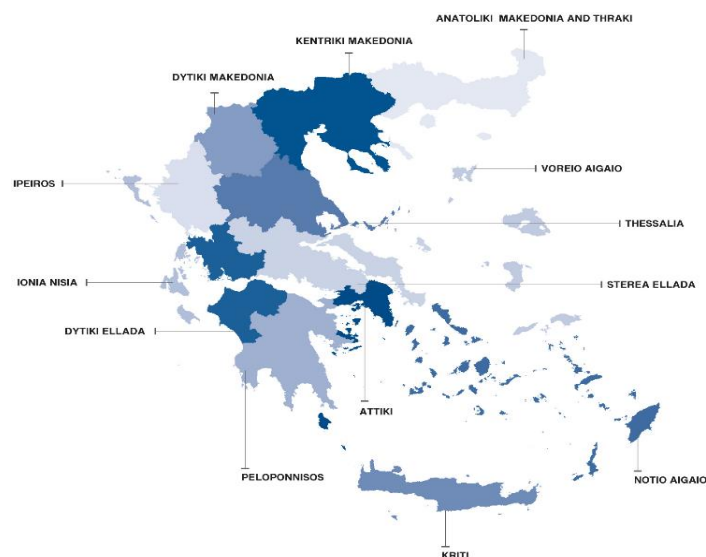 ANATOLIKI MAKEDONIA AND THRAKI
KENTRIKI MAKEDONIA
DYTIKI MAKEDONIA
VOREIO AIGAIO
IPEIROS
THESSALIA
IONIA NISIA
STEREA ELLADA
DYTIKI ELLADA
ATTIKI
PELOPONNISOS
NOTIO AIGAIO
KRITI